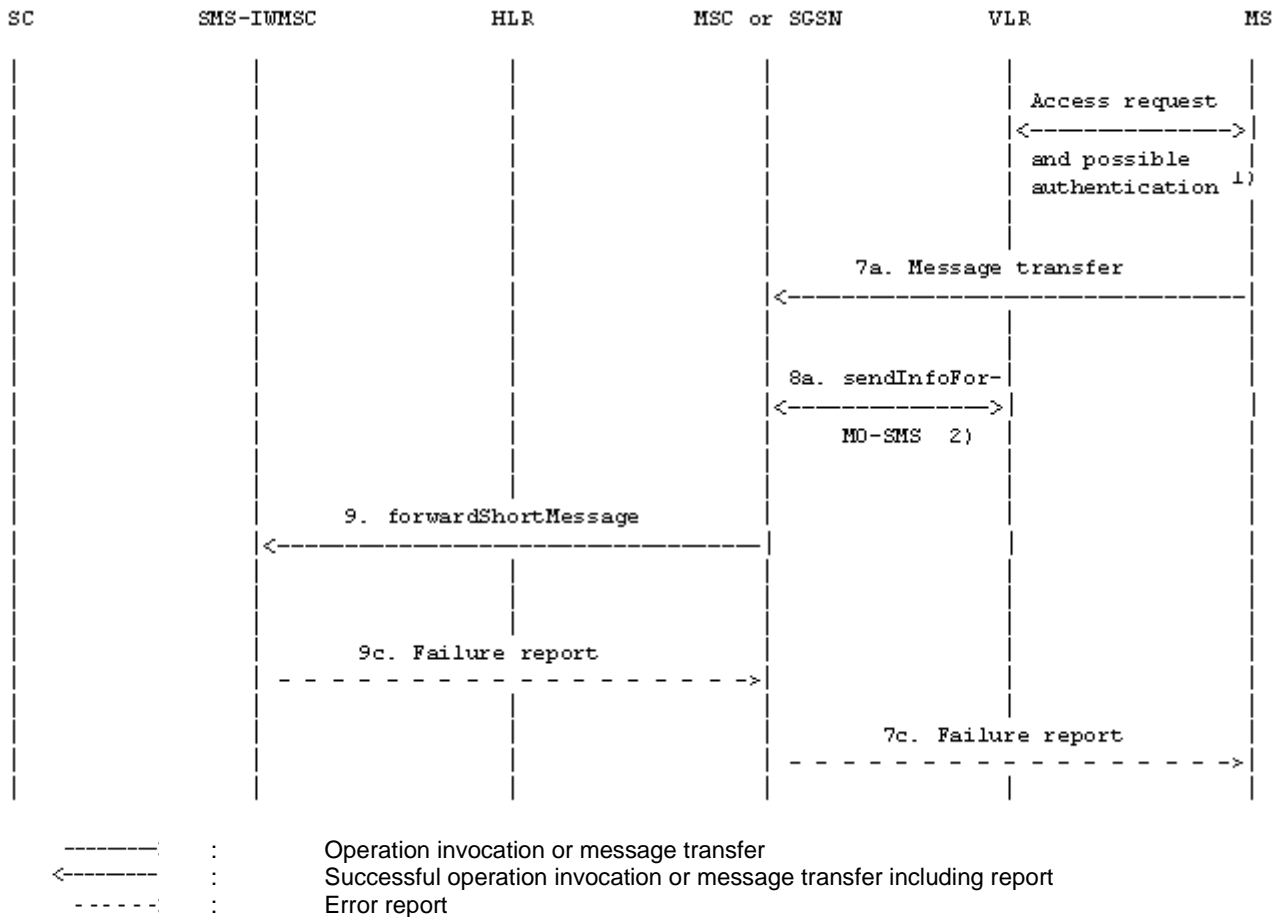 SC SMS-IWMSC HLR MSC or SGSN VLR MS
Access request
and possible
authentication 1)
7a. Message transfer
8a. sendInfoFor-
MO-SMS 2)
9. forwardShortMessage
9c. Failure report
7c. Failure report
: Operation invocation or message transfer
: Successful operation invocation or message transfer including report
: Error report